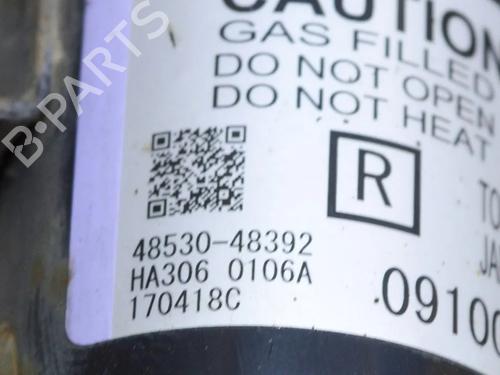 CAUTION
GAS FILLED
DO NOT OPEN
DO NOT HEAT
R
48530-48392
HA306 0106A
170418C
0910
B-PARTS